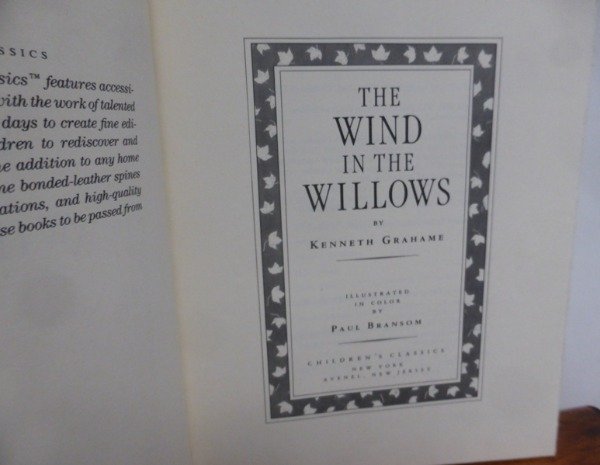 SSICS
sics™ features accessi-
with the work of talented
days to create fine edi-
dren to rediscover and
e addition to any home
ne bonded-leather spines
ations, and high-quality
se books to be passed from
THE
WIND
IN THE
WILLOWS
BY
KENNETH GRAHAME
ILLUSTRATED
IN COLOR
BY
PAUL BRANSOM
CHILDREN'S CLASSICS
NEW YORK
AVENEL, NEW JERSEY